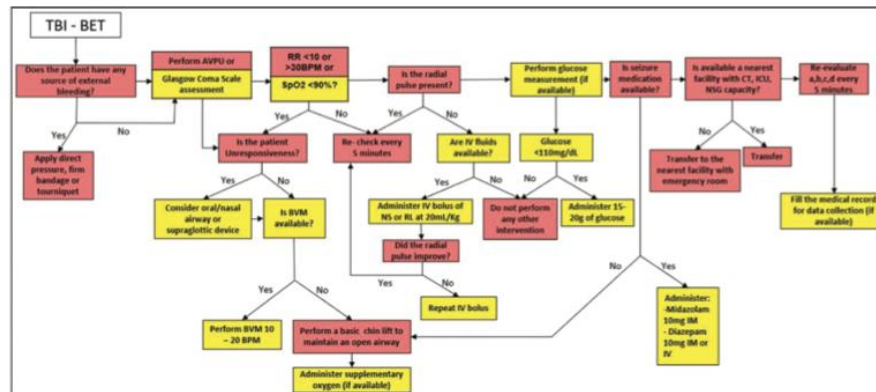 TBI - BET
Does the patient have any
source of external
bleeding?
Yes
No
Apply direct
pressure, firm
bandage or
tourniquet
Perform AVPU or
Glasgow Coma Scale
assessment
RR <10 or
>30BPM or
SpO2 <90%?
Yes
No
Is the patient
Unresponsiveness?
Yes
No
Consider oral/nasal
airway or
supraglottic device
Is BVM
available?
Yes
No
Perform BVM 10
– 20 BPM
Perform a basic chin lift to
maintain an open airway
Administer supplementary
oxygen (if available)
Is the radial
pulse present?
Yes
No
Re- check every
5 minutes
Are IV fluids
available?
Yes
No
Administer IV bolus of
NS or RL at 20mL/Kg
Did the radial
pulse improve?
Yes
No
Repeat IV bolus
Do not perform
any other
intervention
Perform glucose
measurement (if
available)
Glucose
<110mg/dL
No
Yes
Administer 15-
20g of glucose
Is seizure
medication
available?
No
Yes
Administer:
-Midazolam
10mg IM
- Diazepam
10mg IM or
IV
Is available a nearest
facility with CT, ICU,
NSG capacity?
No
Yes
Transfer to the
nearest facility with
emergency room
Transfer
Re-evaluate
a,b,c,d every
5 minutes
Fill the medical record
for data collection (if
available)